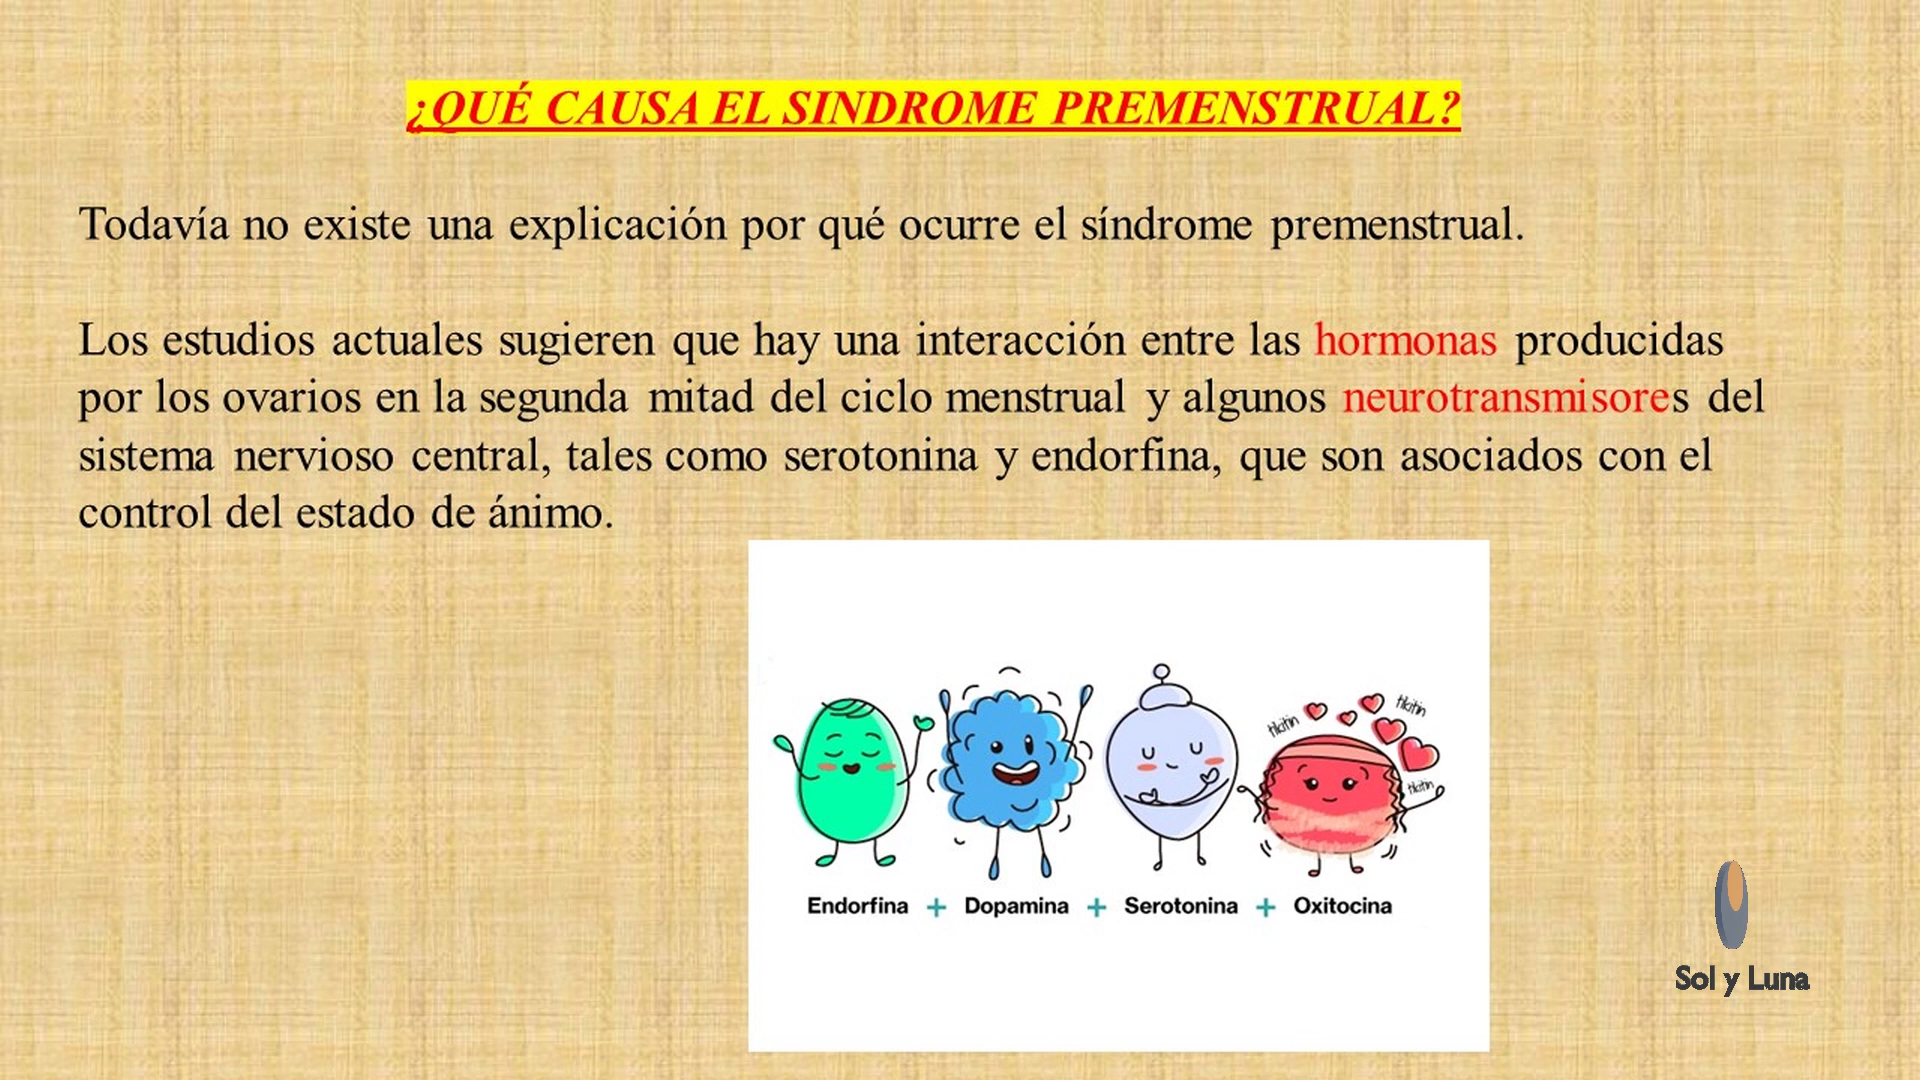 ¿QUÉ CAUSA EL SINDROME PREMENSTRUAL?
Todavía no existe una explicación por qué ocurre el síndrome premenstrual.
Los estudios actuales sugieren que hay una interacción entre las hormonas producidas
por los ovarios en la segunda mitad del ciclo menstrual y algunos neurotransmisores del
sistema nervioso central, tales como serotonina y endorfina, que son asociados con el
control del estado de ánimo.
tikitin
tikitin
tikitin
Endorfina + Dopamina + Serotonina + Oxitocina
Sol y Luna